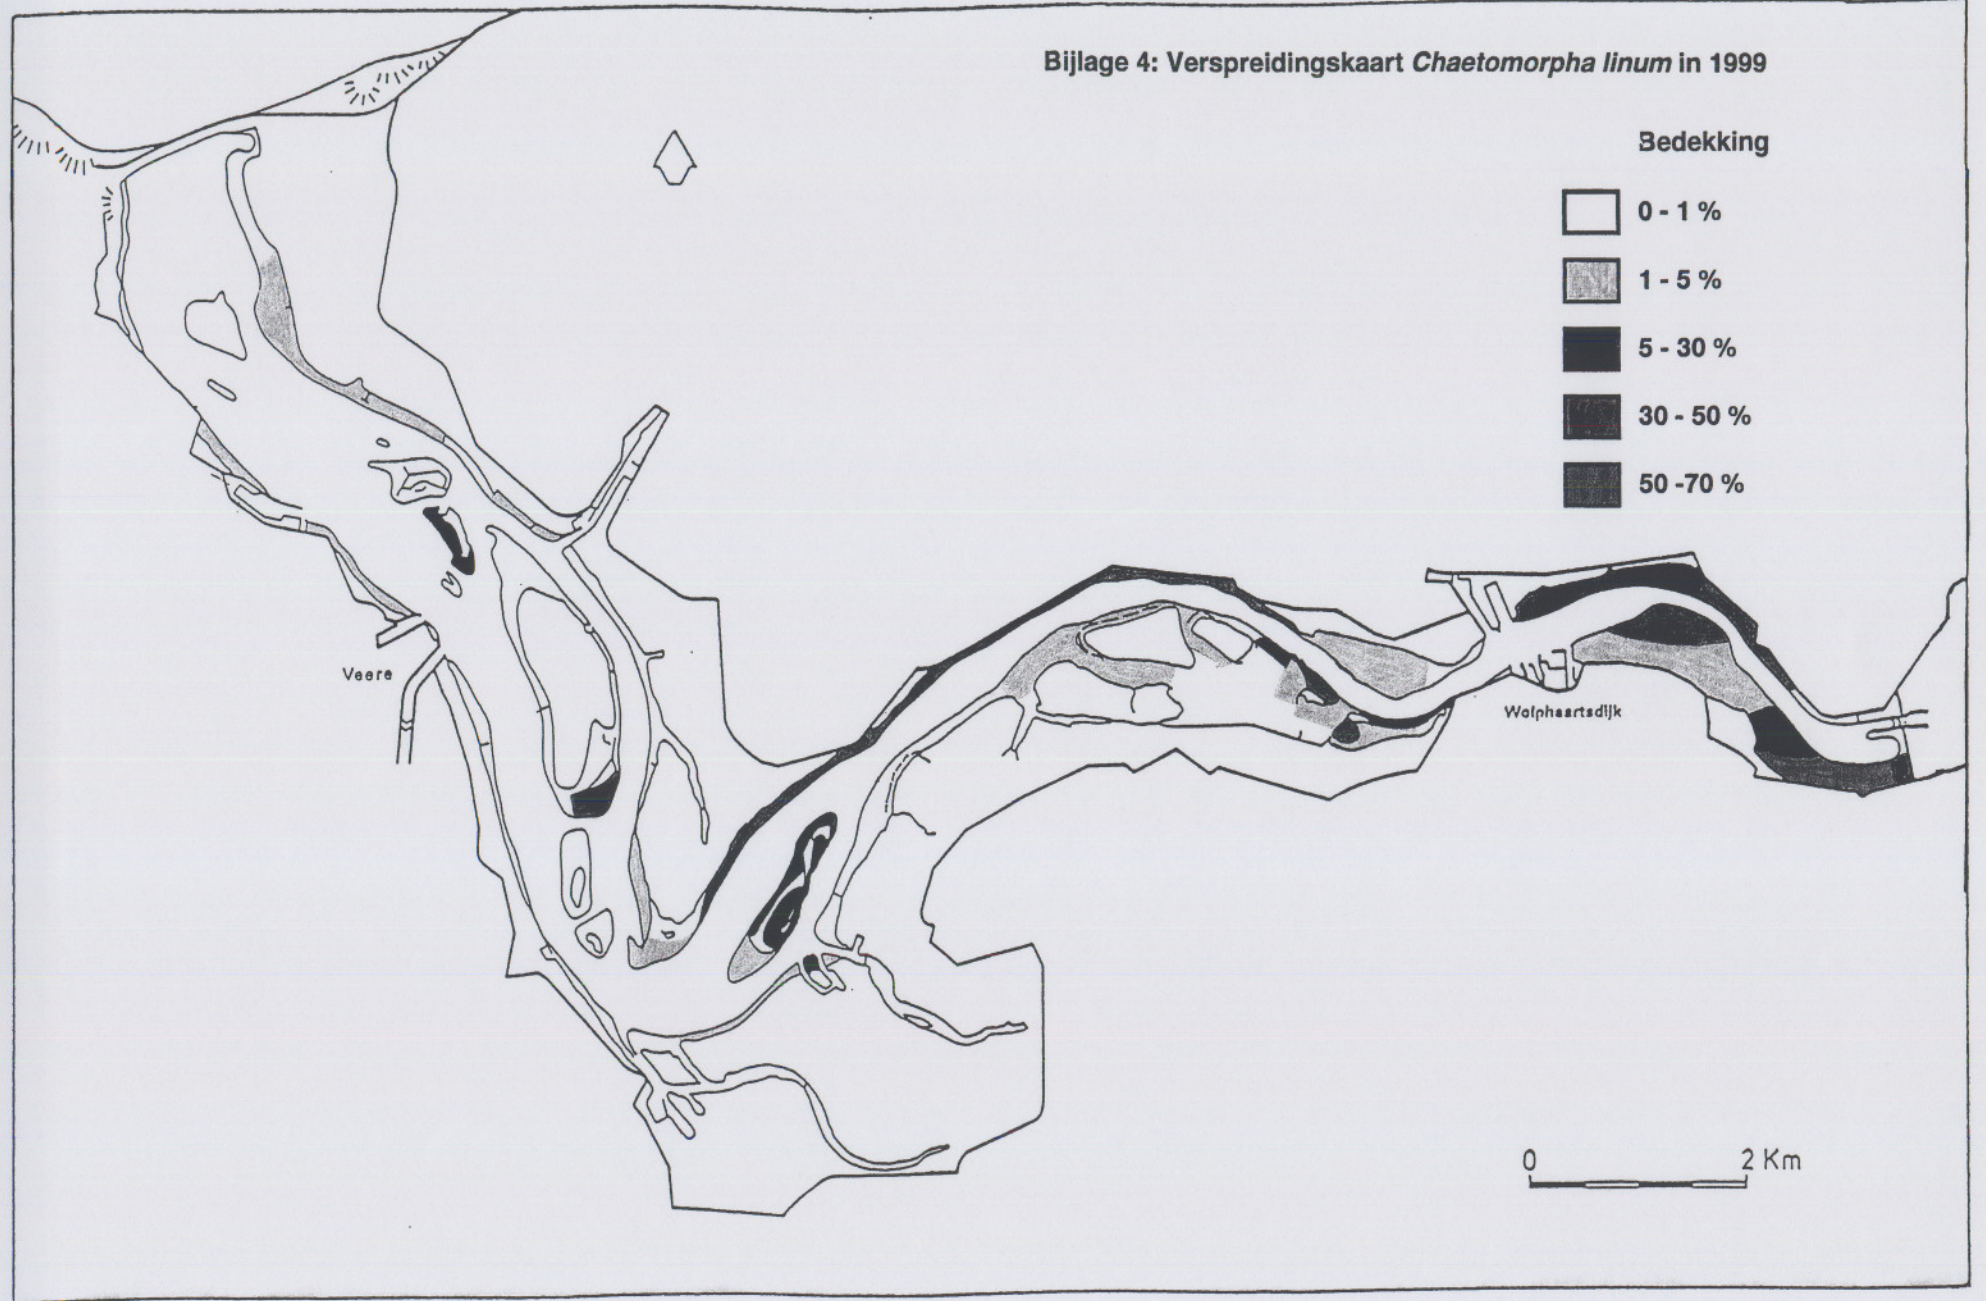 Bijlage 4: Verspreidingskaart Chaetomorpha linum in 1999
Bedekking
0 - 1 %
1 - 5 %
5 - 30 %
30 - 50 %
50 -70 %
Veere
Wolphaartsdijk
0 2 Km